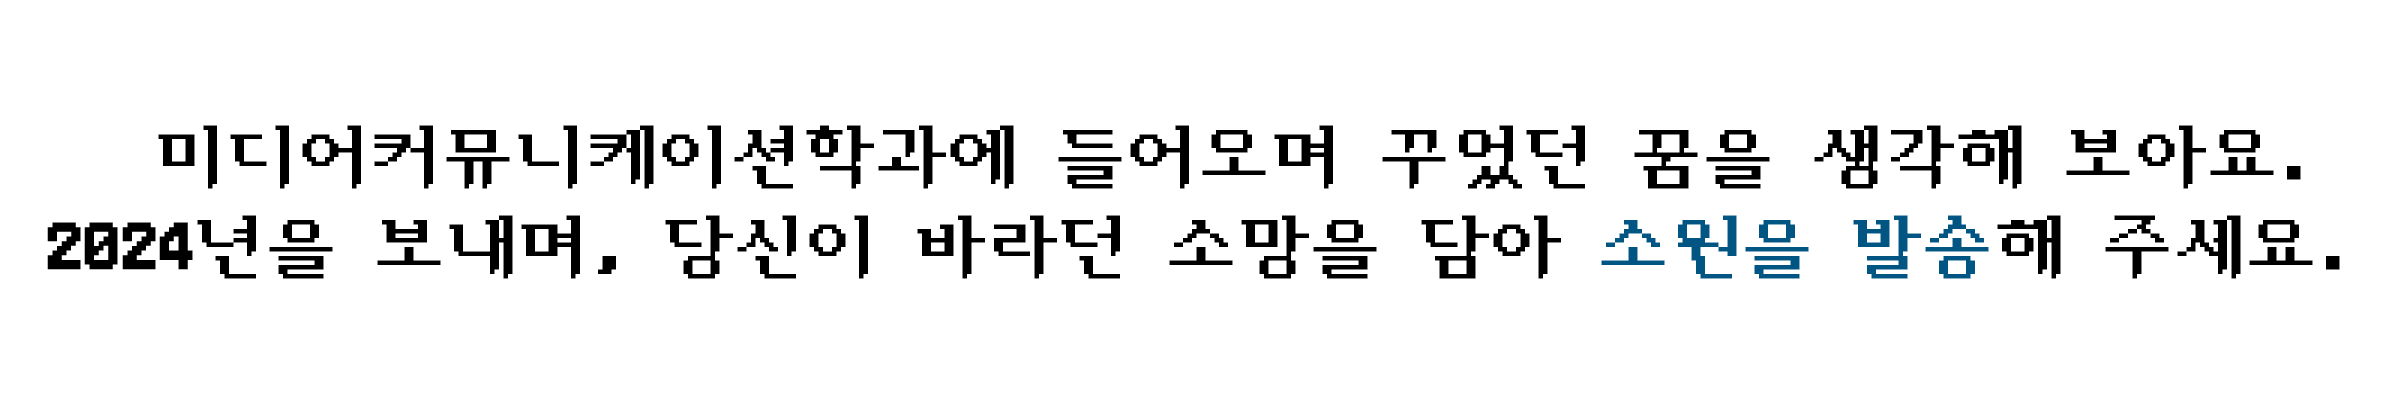 미디어커뮤니케이션학과에 들어오며 꾸었던 꿈을 생각해 보아요.
2024년을 보내며, 당신이 바라던 소망을 담아 소원을 발송해 주세요.